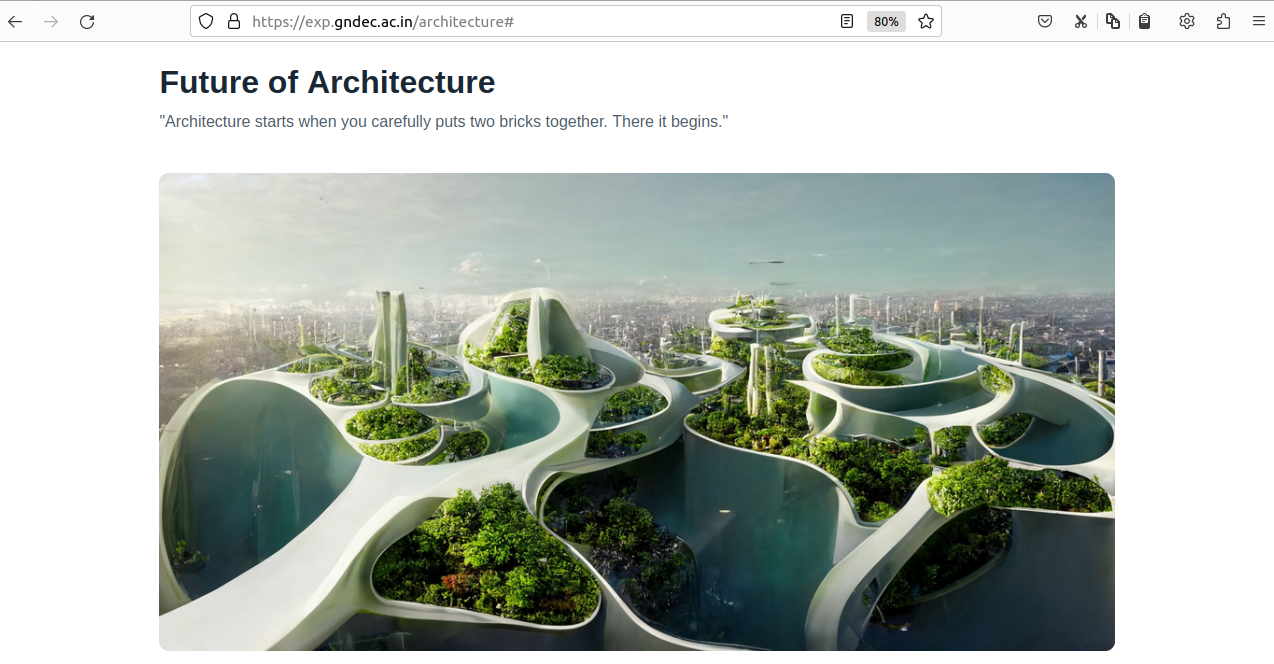 https://exp.gndec.ac.in/architecture#
80%
Future of Architecture
"Architecture starts when you carefully puts two bricks together. There it begins."